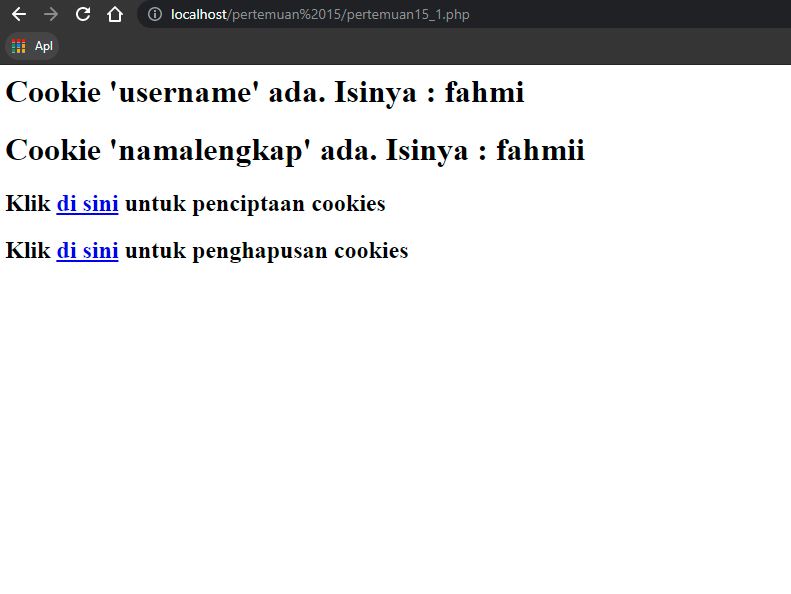 localhost/pertemuan%2015/pertemuan15_1.php
Apl
Cookie 'username' ada. Isinya : fahmi
Cookie 'namalengkap' ada. Isinya : fahmii
Klik di sini untuk penciptaan cookies
Klik di sini untuk penghapusan cookies